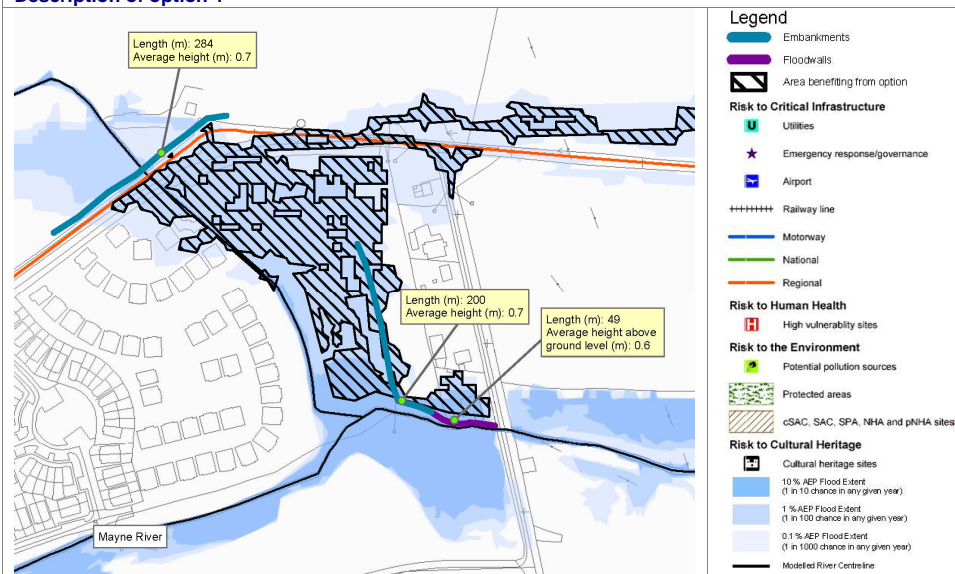 Description of option 1
Length (m): 284
Average height (m): 0.7
Length (m): 200
Average height (m): 0.7
Length (m): 49
Average height above
ground level (m): 0.6
Mayne River
Legend
Embankments
Floodwalls
Area benefiting from option
Risk to Critical Infrastructure
U
Utilities
Emergency response/governance
Airport
Railway line
Motorway
National
Regional
Risk to Human Health
H
High vulnerablity sites
Risk to the Environment
Potential pollution sources
Protected areas
cSAC, SAC, SPA, NHA and pNHA sites
Risk to Cultural Heritage
Cultural heritage sites
10 % AEP Flood Extent
(1 in 10 chance in any given year)
1 % AEP Flood Extent
(1 in 100 chance in any given year)
0.1 % AEP Flood Extent
(1 in 1000 chance in any given year)
Modelled River Centreline